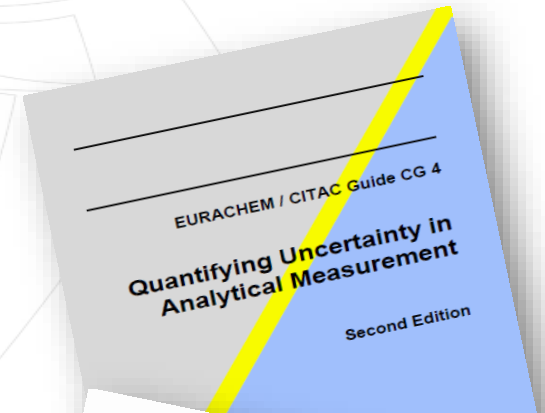 EURACHEM / CITAC Guide CG 4
Quantifying Uncertainty in
Analytical Measurement
Second Edition